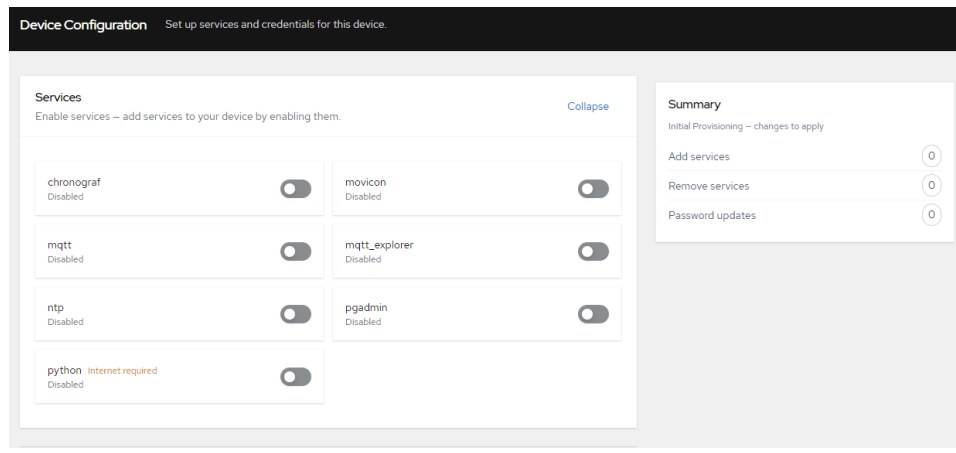 Device Configuration Set up services and credentials for this device.
Services
Enable services – add services to your device by enabling them.
Collapse
chronograf
Disabled
movicon
Disabled
mqtt
Disabled
mqtt_explorer
Disabled
ntp
Disabled
pgadmin
Disabled
python Internet required
Disabled
Summary
Initial Provisioning – changes to apply
Add services 0
Remove services 0
Password updates 0